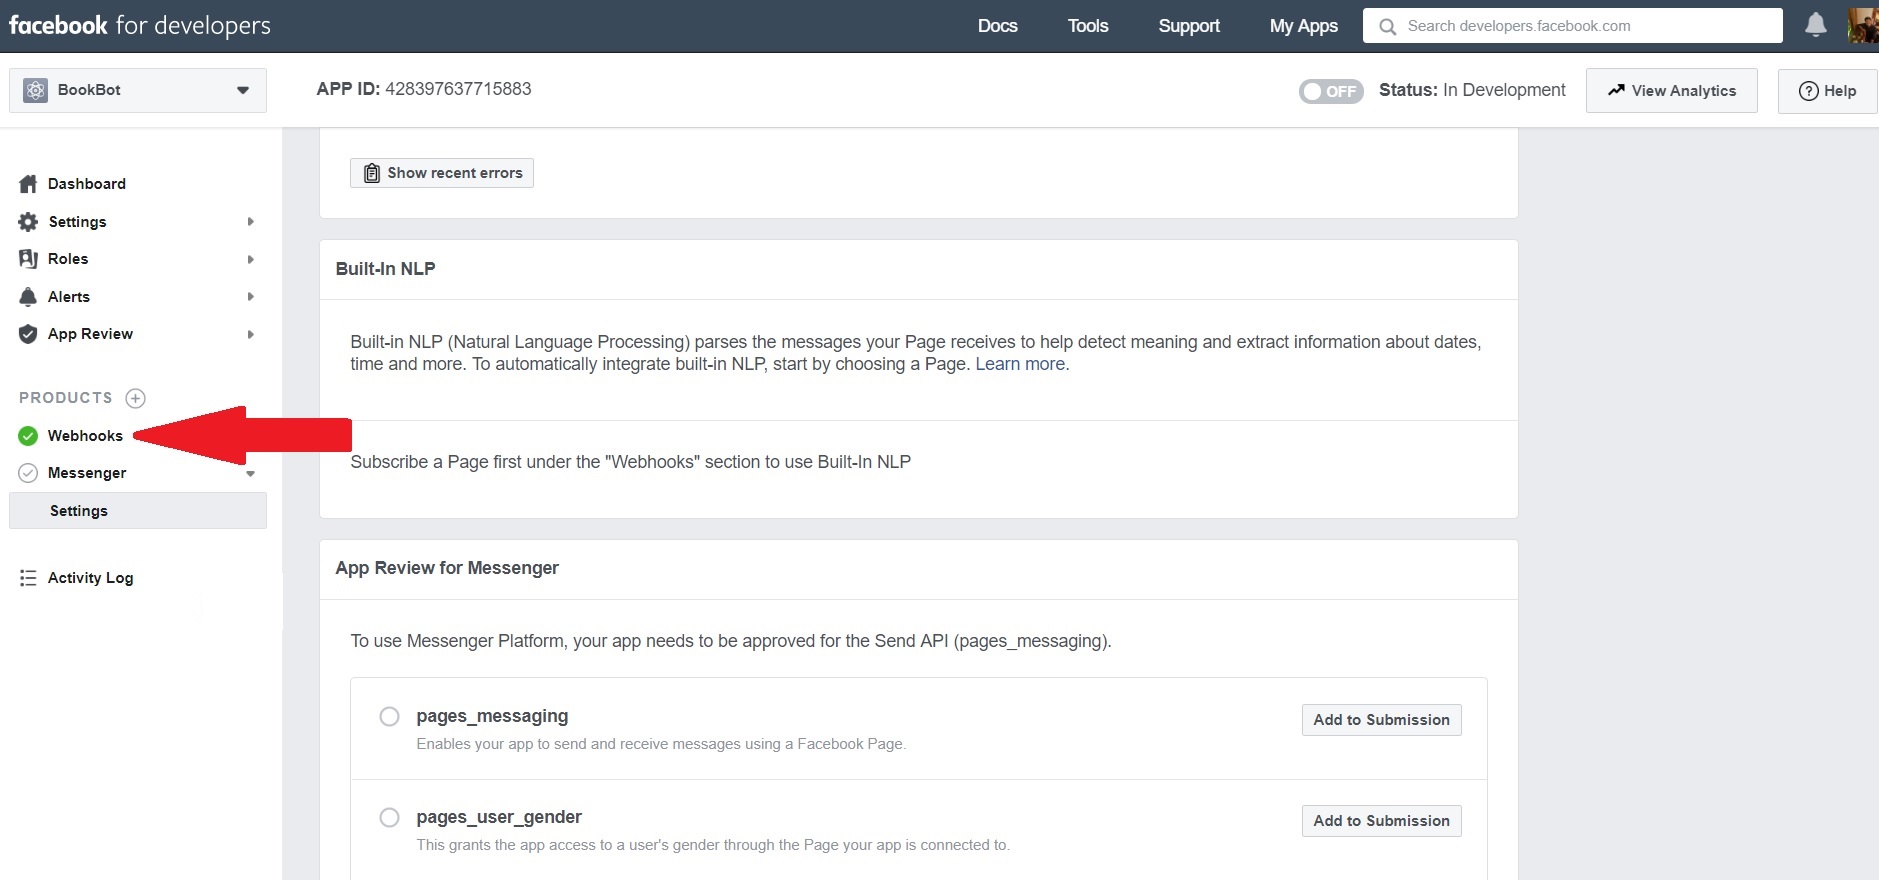 facebook for developers
Docs
Tools
Support
My Apps
Search developers.facebook.com
BookBot
APP ID: 428397637715883
OFF
Status: In Development
View Analytics
Help
Dashboard
Settings
Roles
Alerts
App Review
PRODUCTS
Webhooks
Messenger
Settings
Activity Log
Show recent errors
Built-In NLP
Built-in NLP (Natural Language Processing) parses the messages your Page receives to help detect meaning and extract information about dates,
time and more. To automatically integrate built-in NLP, start by choosing a Page. Learn more.
Subscribe a Page first under the "Webhooks" section to use Built-In NLP
App Review for Messenger
To use Messenger Platform, your app needs to be approved for the Send API (pages_messaging).
pages_messaging
Add to Submission
Enables your app to send and receive messages using a Facebook Page.
pages_user_gender
Add to Submission
This grants the app access to a user's gender through the Page your app is connected to.